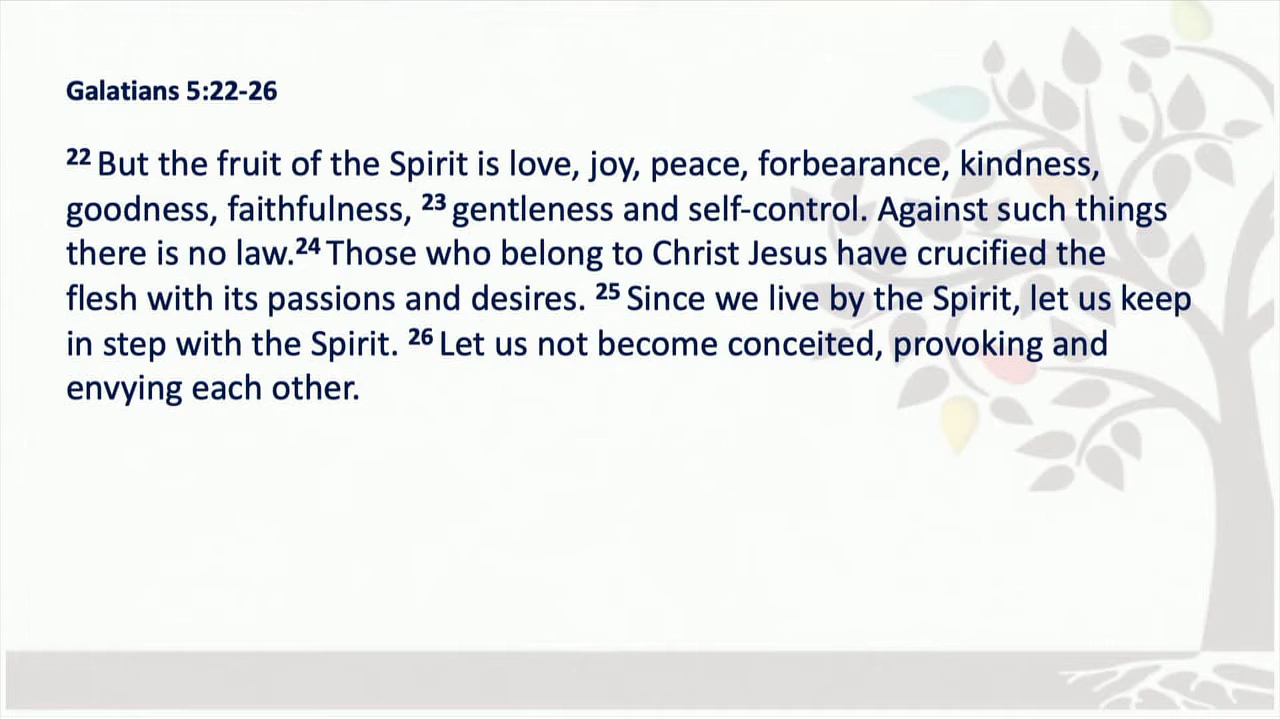 Galatians 5:22-26
22 But the fruit of the Spirit is love, joy, peace, forbearance, kindness,
goodness, faithfulness, 23 gentleness and self-control. Against such things
there is no law.24 Those who belong to Christ Jesus have crucified the
flesh with its passions and desires. 25 Since we live by the Spirit, let us keep
in step with the Spirit. 26 Let us not become conceited, provoking and
envying each other.